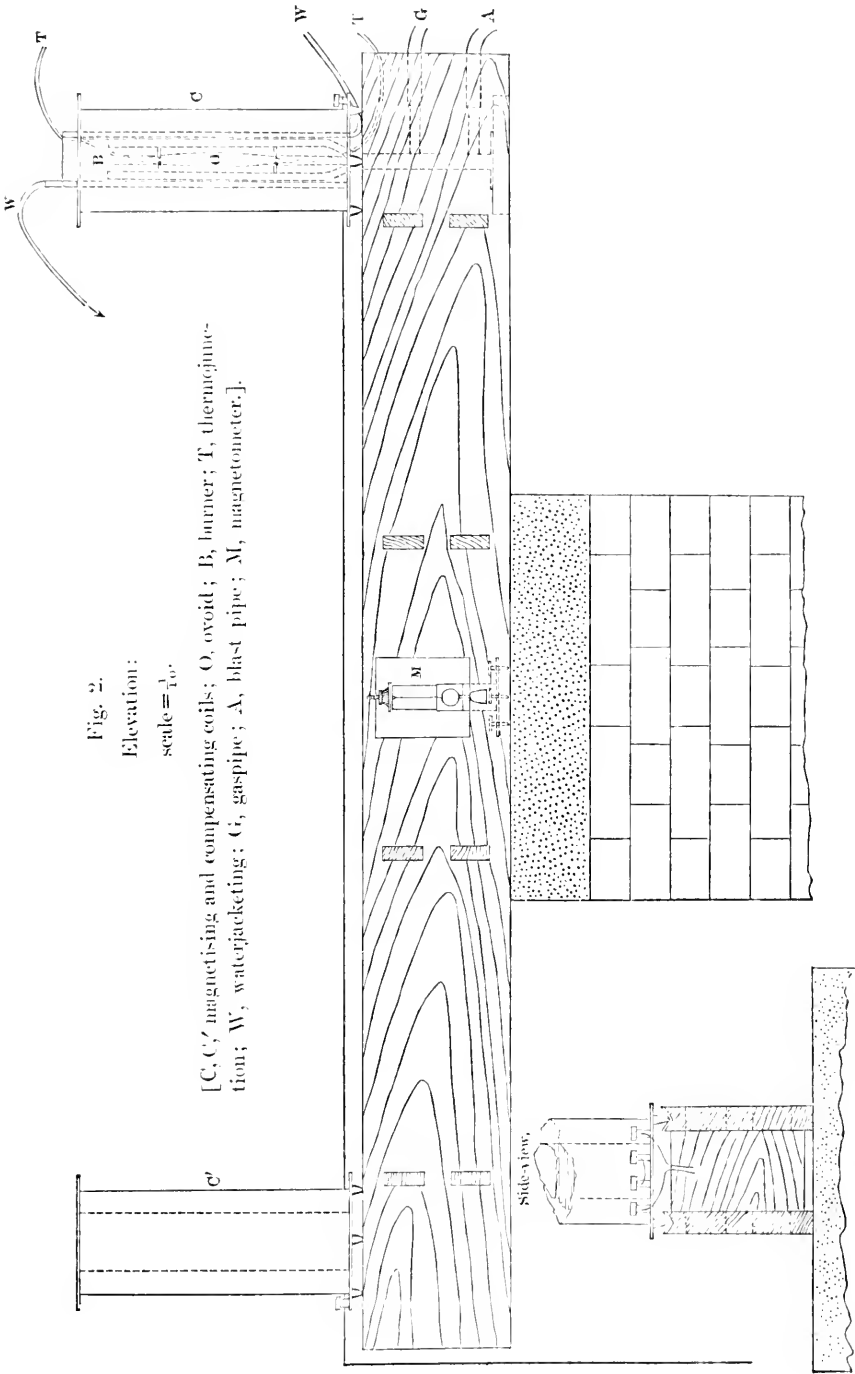 Fig. 2.
Elevation:
scale = 1/10.
[C, C,′ magnetising and compensating coils; O, ovoid; B, burner; T, thermojunc-
tion; W, waterjacketing; G, gaspipe; A, blast pipe; M, magnetometer.].
C′
M
W
T
B
O
C
W
T
G
A
Side-view.